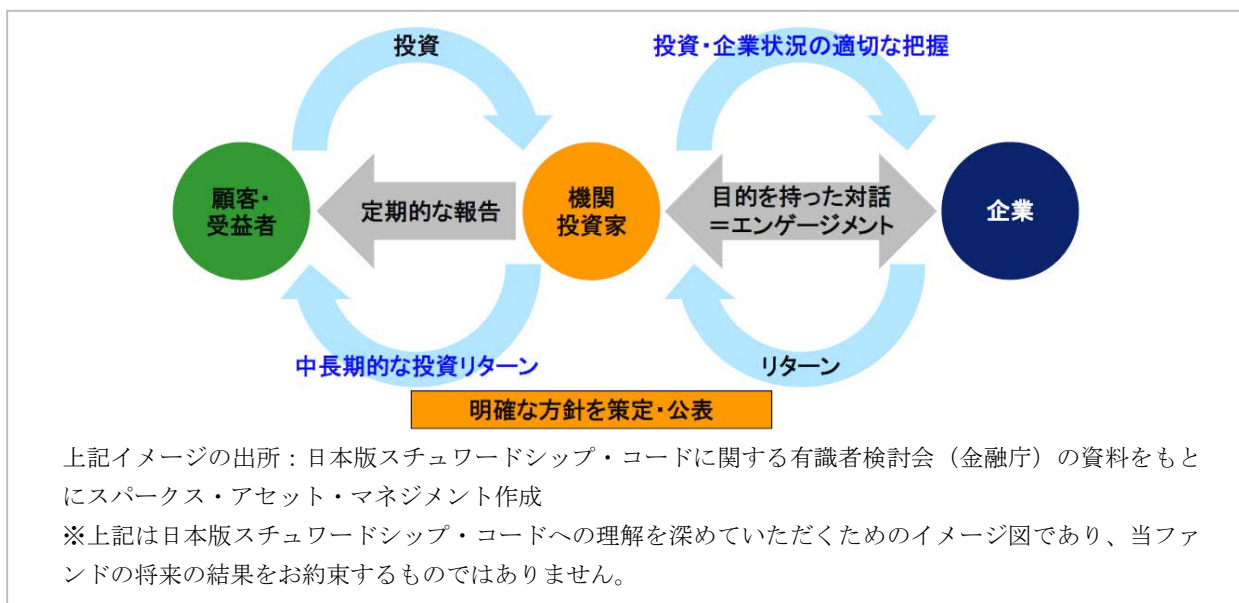 投資
投資・企業状況の適切な把握
顧客・
受益者
定期的な報告
機関
投資家
目的を持った対話
＝エンゲージメント
企業
中長期的な投資リターン
リターン
明確な方針を策定・公表
上記イメージの出所：日本版スチュワードシップ・コードに関する有識者検討会（金融庁）の資料をもと
にスパークス・アセット・マネジメント作成
※上記は日本版スチュワードシップ・コードへの理解を深めていただくためのイメージ図であり、当ファ
ンドの将来の結果をお約束するものではありません。